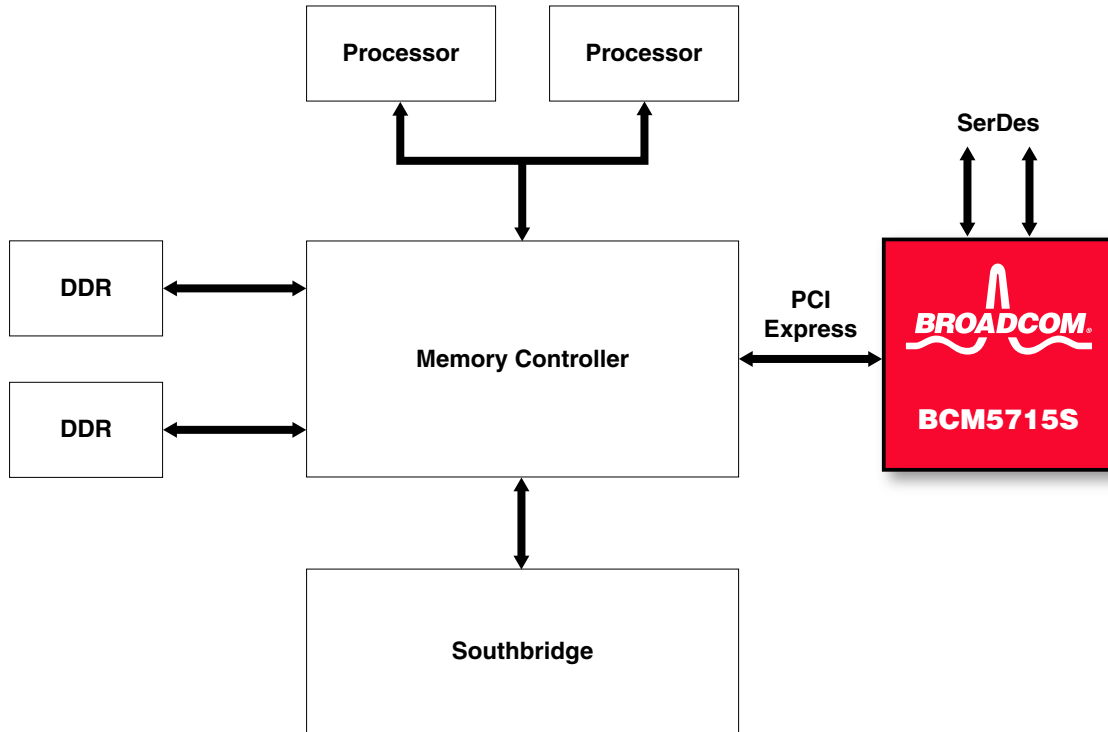 Processor
Processor
SerDes
DDR
PCI
Express
BROADCOM®
Memory Controller
DDR
BCM5715S
Southbridge